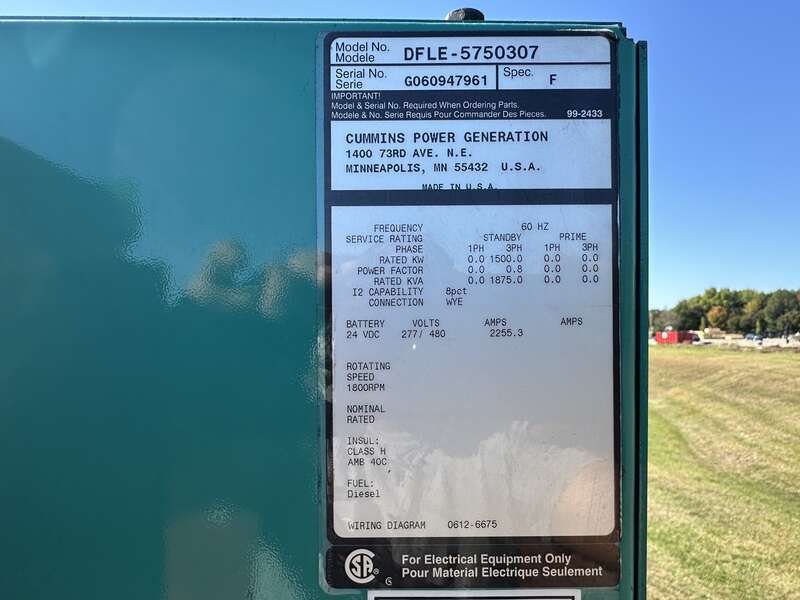 Model No.
Modele
DFLE-5750307
Serial No.
Serie
G060947961
Spec.
F
IMPORTANT!
Model & Serial No. Required When Ordering Parts.
Modele & No. Serie Requis Pour Commander Des Pieces.
99-2433
CUMMINS POWER GENERATION
1400 73RD AVE. N.E.
MINNEAPOLIS, MN 55432 U.S.A.
MADE IN U.S.A.
FREQUENCY 60 HZ
SERVICE RATING STANDBY PRIME
PHASE 1PH 3PH 1PH 3PH
RATED KW 0.0 1500.0 0.0 0.0
POWER FACTOR 0.0 0.8 0.0 0.0
RATED KVA 0.0 1875.0 0.0 0.0
I2 CAPABILITY 8pct
CONNECTION WYE
BATTERY VOLTS AMPS AMPS
24 VDC 277/ 480 2255.3
ROTATING
SPEED
1800RPM
NOMINAL
RATED
INSUL:
CLASS H
AMB 40C
,
FUEL:
Diesel
WIRING DIAGRAM 0612-6675
SA ®
G
For Electrical Equipment Only
Pour Material Electrique Seulement